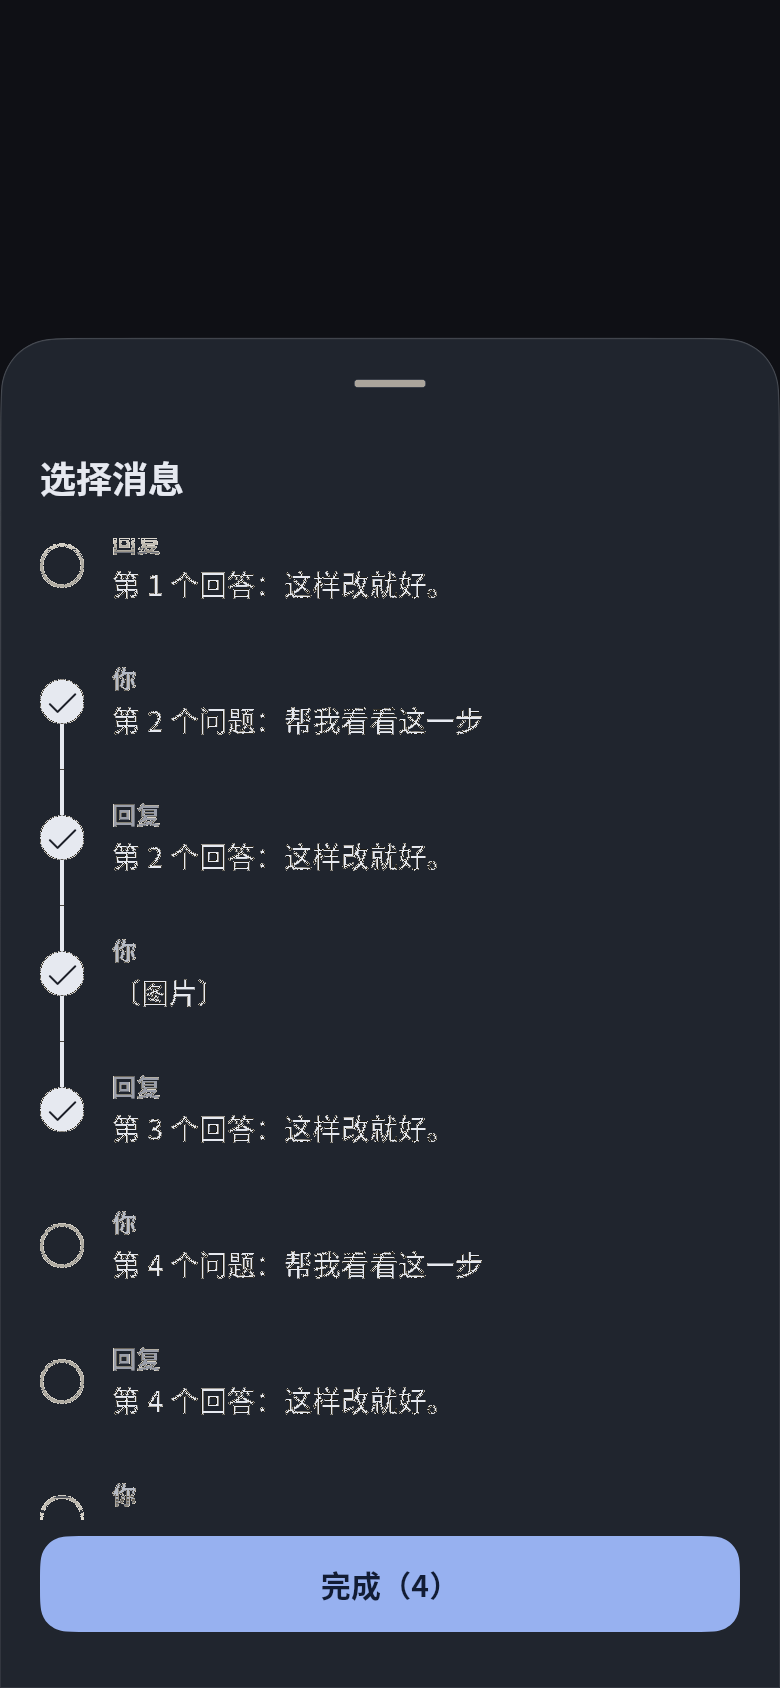 选择消息
回复
第 1 个回答：这样改就好。
你
第 2 个问题：帮我看看这一步
回复
第 2 个回答：这样改就好。
你
〔图片〕
回复
第 3 个回答：这样改就好。
你
第 4 个问题：帮我看看这一步
回复
第 4 个回答：这样改就好。
你
完成（4）